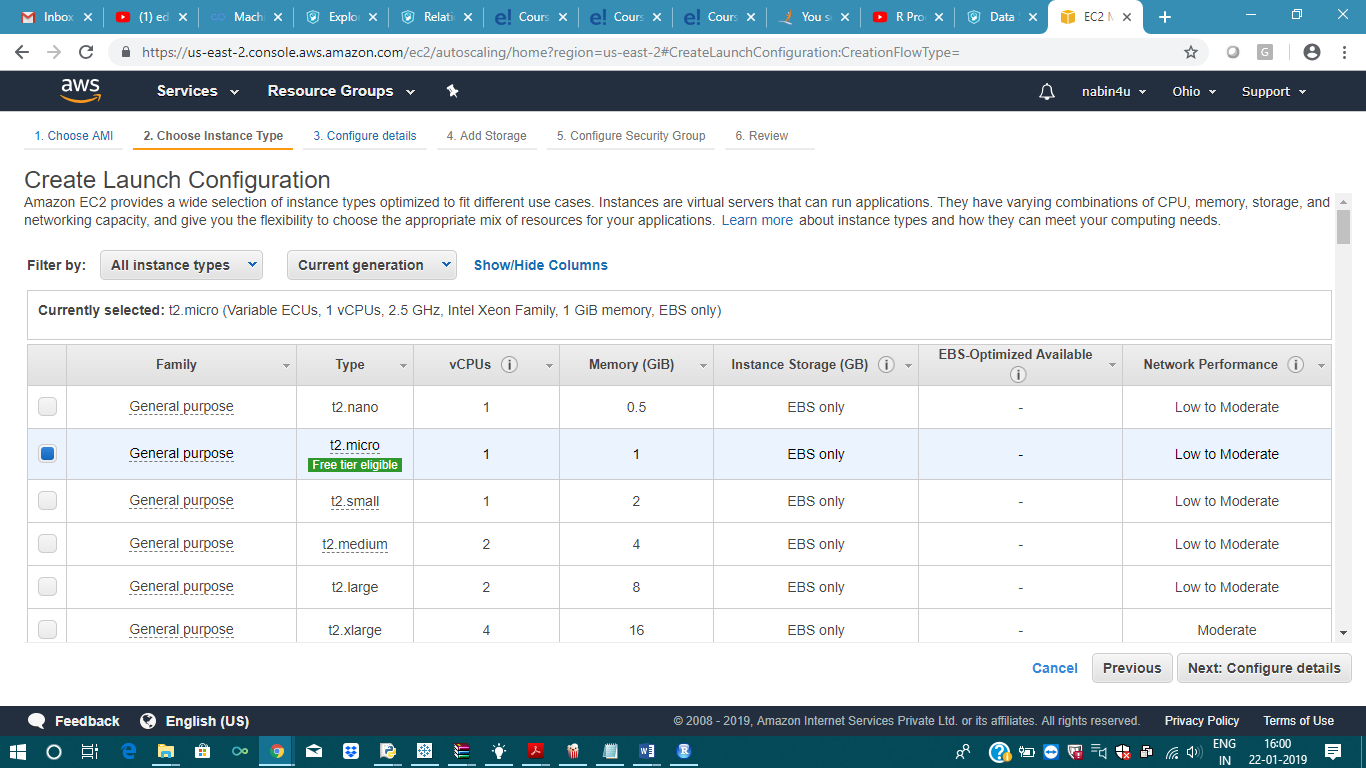 Inbox
(1) ed
Mach
Explo
Relati
Cours
Cours
Cours
You s
R Pro
Data
EC2 M
https://us-east-2.console.aws.amazon.com/ec2/autoscaling/home?region=us-east-2#CreateLaunchConfiguration:CreationFlowType=
G
aws Services Resource Groups nabin4u Ohio Support
1. Choose AMI 2. Choose Instance Type 3. Configure details 4. Add Storage 5. Configure Security Group 6. Review
Create Launch Configuration
Amazon EC2 provides a wide selection of instance types optimized to fit different use cases. Instances are virtual servers that can run applications. They have varying combinations of CPU, memory, storage, and
networking capacity, and give you the flexibility to choose the appropriate mix of resources for your applications. Learn more about instance types and how they can meet your computing needs.
Filter by: All instance types Current generation Show/Hide Columns
Currently selected: t2.micro (Variable ECUs, 1 vCPUs, 2.5 GHz, Intel Xeon Family, 1 GiB memory, EBS only)
Family Type vCPUs Memory (GiB) Instance Storage (GB) EBS-Optimized Available Network Performance
General purpose t2.nano 1 0.5 EBS only - Low to Moderate
General purpose t2.micro 1 1 EBS only - Low to Moderate
Free tier eligible
General purpose t2.small 1 2 EBS only - Low to Moderate
General purpose t2.medium 2 4 EBS only - Low to Moderate
General purpose t2.large 2 8 EBS only - Low to Moderate
General purpose t2.xlarge 4 16 EBS only - Moderate
Cancel Previous Next: Configure details
Feedback English (US) © 2008 - 2019, Amazon Internet Services Private Ltd. or its affiliates. All rights reserved. Privacy Policy Terms of Use
ENG 16:00
IN 22-01-2019